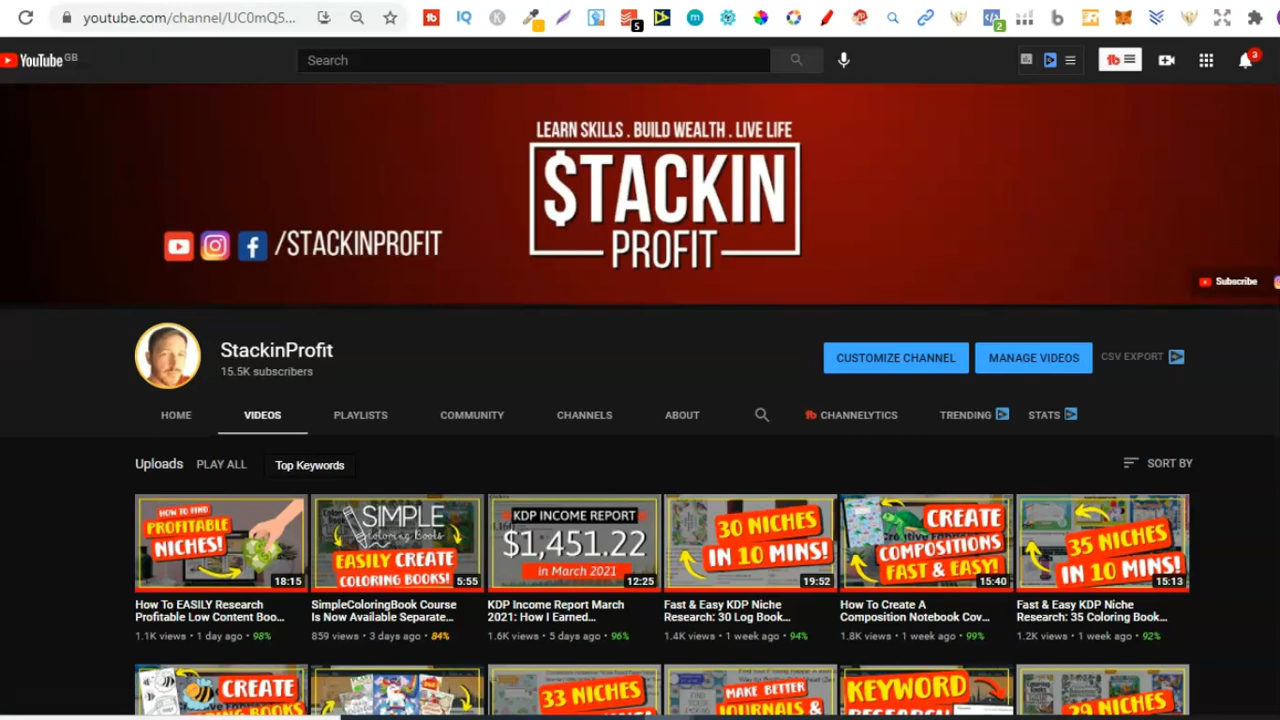 youtube.com/channel/UC0mQ5...
5
2
YouTube GB
Search
3
LEARN SKILLS . BUILD WEALTH . LIVE LIFE
$TACKIN
PROFIT
/STACKINPROFIT
Subscribe
StackinProfit
15.5K subscribers
CUSTOMIZE CHANNEL
MANAGE VIDEOS
CSV EXPORT
HOME
VIDEOS
PLAYLISTS
COMMUNITY
CHANNELS
ABOUT
CHANNELYTICS
TRENDING
STATS
Uploads
PLAY ALL
Top Keywords
SORT BY
HOW TO FIND
PROFITABLE
NICHES!
18:15
How To EASILY Research
Profitable Low Content Boo...
1.1K views • 1 day ago • 98%
SIMPLE
Coloring Books
EASILY CREATE
COLORING BOOKS!
5:55
SimpleColoringBook Course
Is Now Available Separate...
859 views • 3 days ago • 84%
KDP INCOME REPORT
$1,451.22
in March 2021
12:25
KDP Income Report March
2021: How I Earned...
1.6K views • 5 days ago • 96%
30 NICHES
IN 10 MINS!
19:52
Fast & Easy KDP Niche
Research: 30 Log Book...
1.4K views • 1 week ago • 94%
CREATE
COMPOSITIONS
FAST & EASY!
15:40
How To Create A
Composition Notebook Cov...
1.8K views • 1 week ago • 99%
35 NICHES
IN 10 MINS!
15:13
Fast & Easy KDP Niche
Research: 35 Coloring Book...
1.2K views • 1 week ago • 92%
CREATE
33 NICHES
MAKE BETTER
JOURNALS &
KEYWORD
29 NICHES